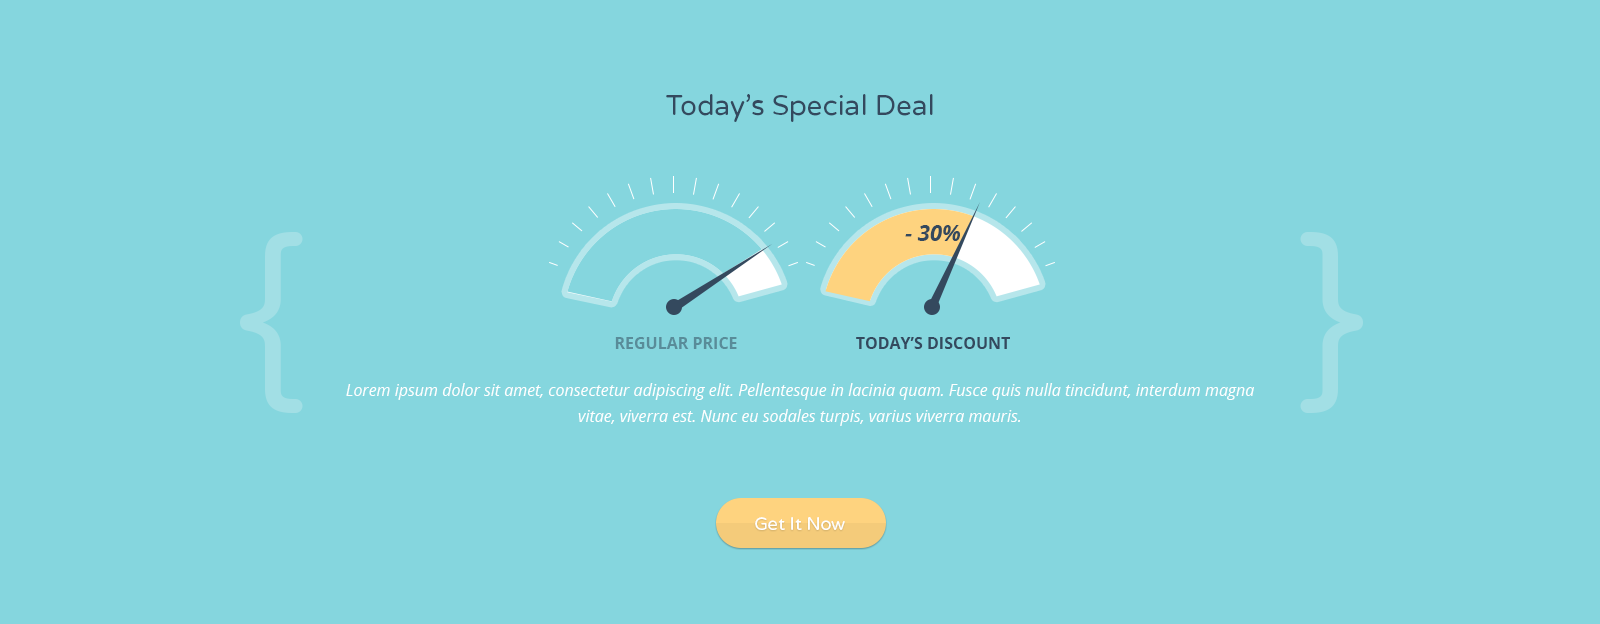 Today’s Special Deal
- 30%
REGULAR PRICE
TODAY’S DISCOUNT
Lorem ipsum dolor sit amet, consectetur adipiscing elit. Pellentesque in lacinia quam. Fusce quis nulla tincidunt, interdum magna
vitae, viverra est. Nunc eu sodales turpis, varius viverra mauris.
Get It Now